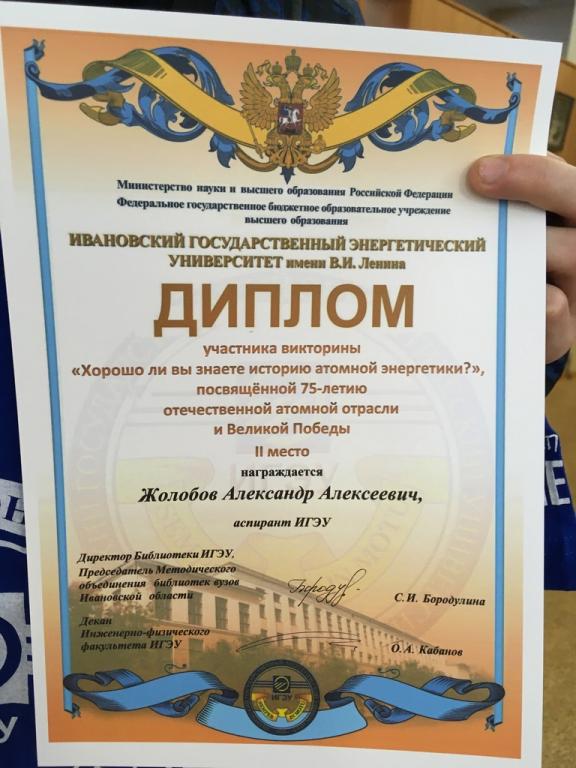 Министерство науки и высшего образования Российской Федерации
Федеральное государственное бюджетное образовательное учреждение
высшего образования
ИВАНОВСКИЙ ГОСУДАРСТВЕННЫЙ ЭНЕРГЕТИЧЕСКИЙ
УНИВЕРСИТЕТ имени В.И. Ленина
ДИПЛОМ
участника викторины
«Хорошо ли вы знаете историю атомной энергетики?»,
посвящённой 75-летию
отечественной атомной отрасли
и Великой Победы
II место
награждается
Жолобов Александр Алексеевич,
аспирант ИГЭУ
Директор Библиотеки ИГЭУ,
Председатель Методического
объединения библиотек вузов
Ивановской области
С.И. Бородулина
Декан
Инженерно-физического
факультета ИГЭУ
О.А. Кабанов
ИГЭУ